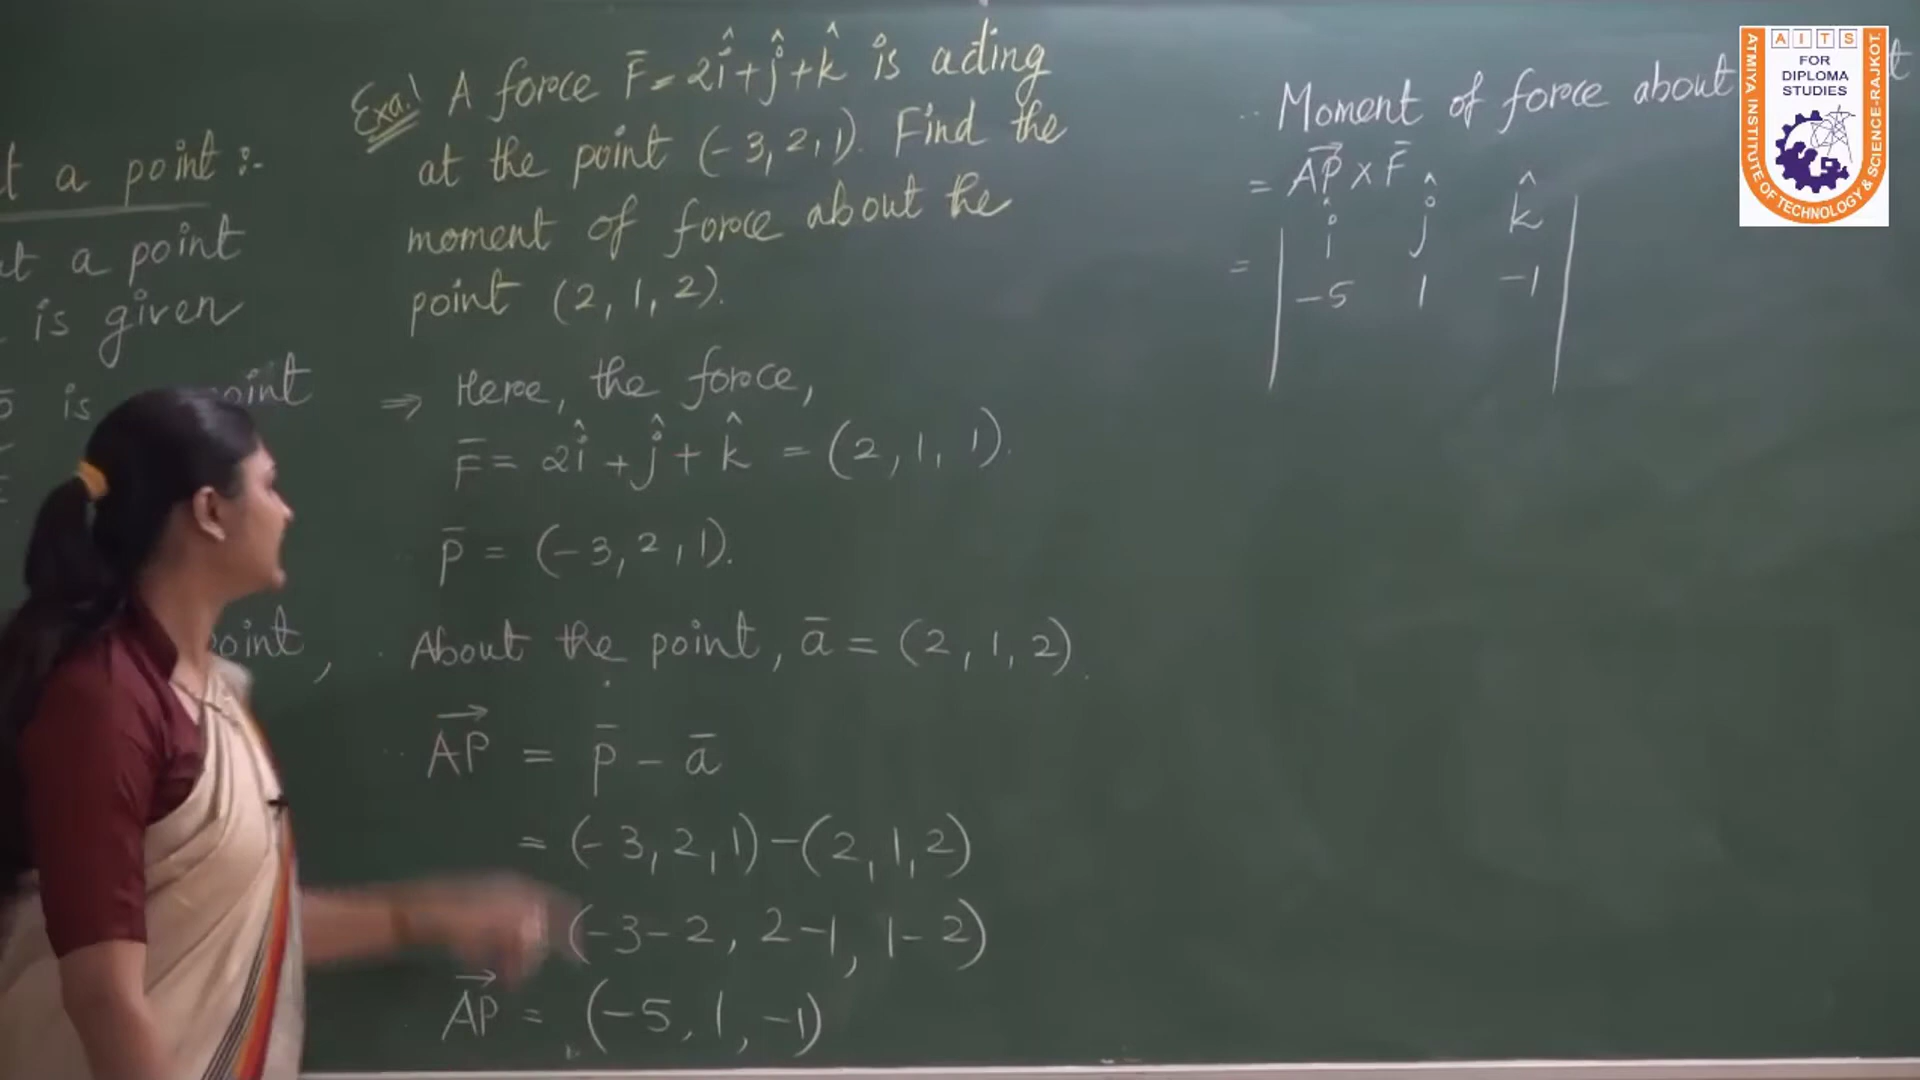 t a point :-
at a point
is given
is point
point,
Exa! A force F̄ = 2î + ĵ + k̂ is acting
at the point (-3, 2, 1). Find the
moment of force about the
point (2, 1, 2).
⇒ Here, the force,
F̄ = 2î + ĵ + k̂ = (2, 1, 1).
p̄ = (-3, 2, 1).
About the point, ā = (2, 1, 2).
AP⃗ = p̄ - ā
= (-3, 2, 1) - (2, 1, 2)
(-3-2, 2-1, 1-2)
AP⃗ = (-5, 1, -1)
Moment of force about
= AP⃗ × F̄
= | î ĵ k̂ |
-5 1 -1
AITS
FOR
DIPLOMA
STUDIES
ATMIYA INSTITUTE OF TECHNOLOGY & SCIENCE-RAJKOT.